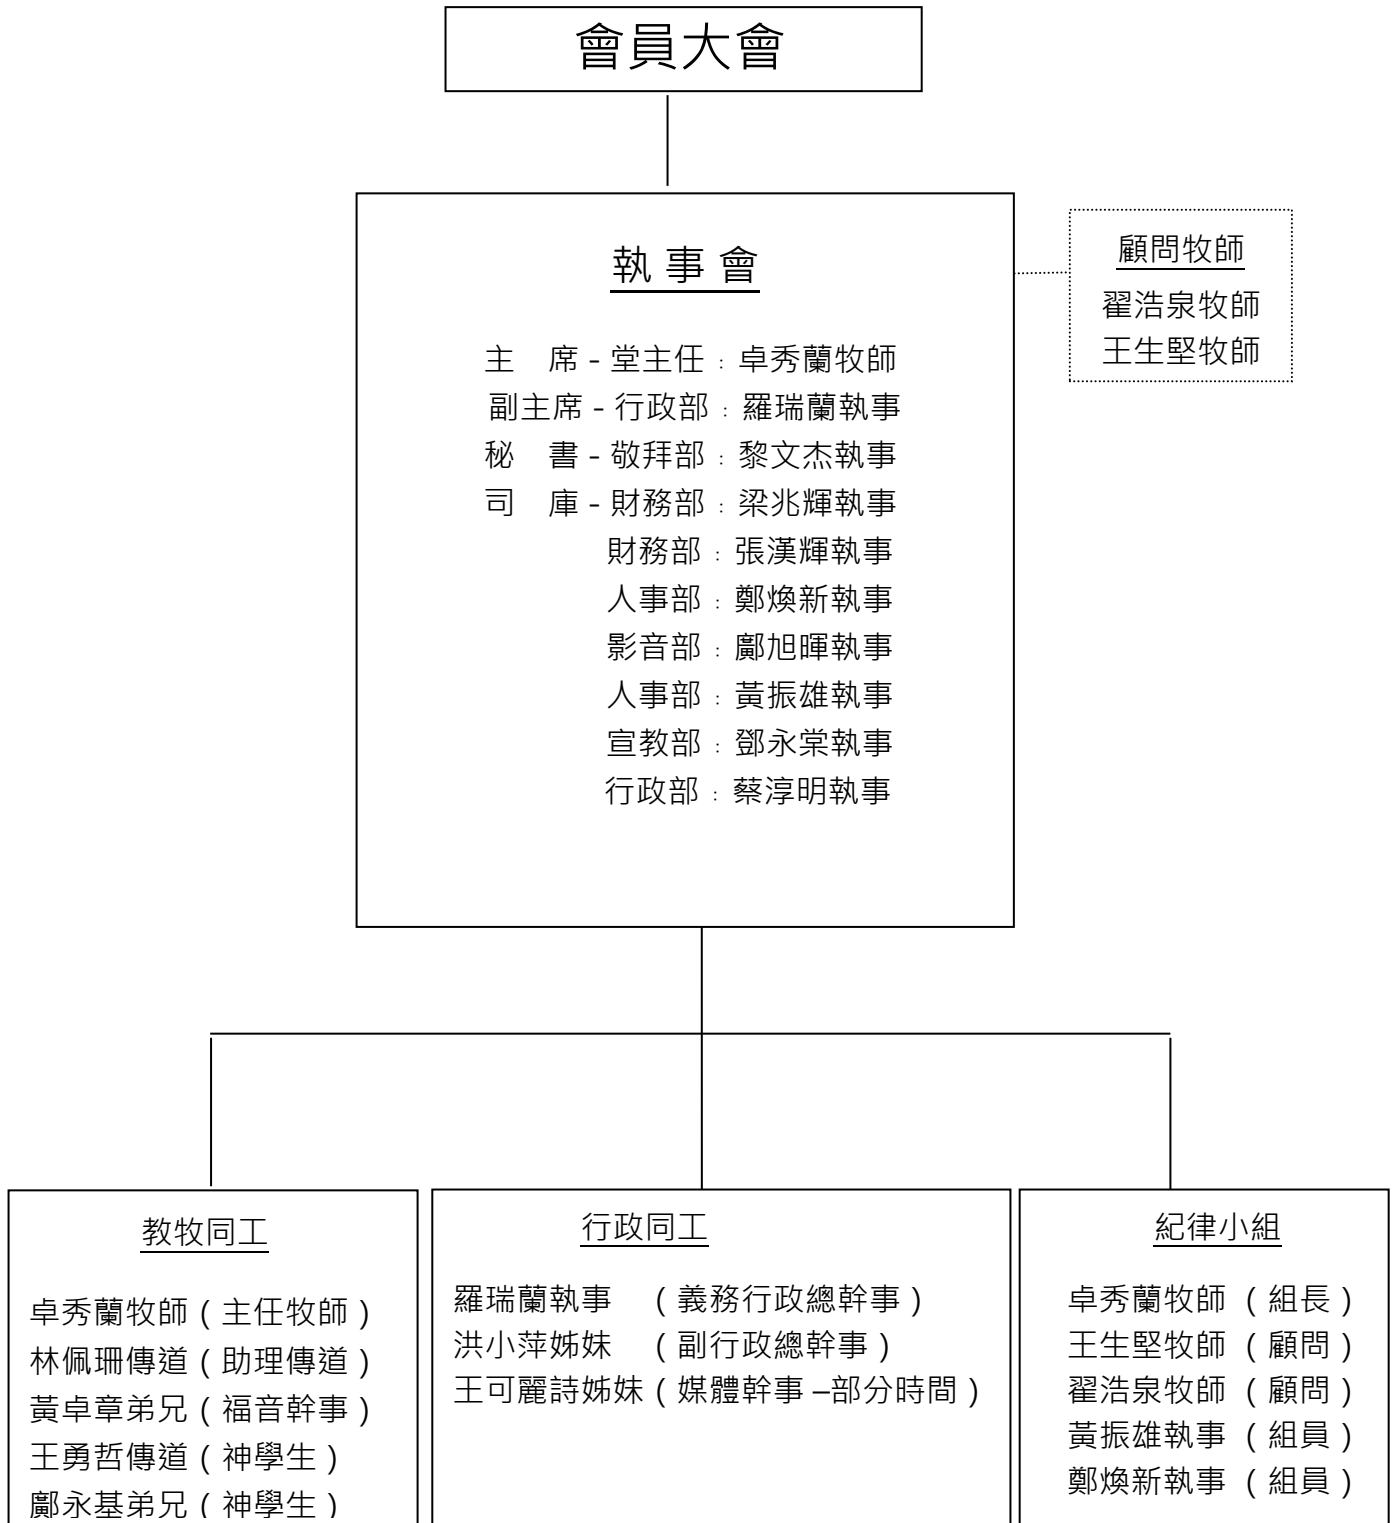 會員大會
執 事 會
主　席 - 堂主任 : 卓秀蘭牧師
副主席 - 行政部 : 羅瑞蘭執事
秘　書 - 敬拜部 : 黎文杰執事
司　庫 - 財務部 : 梁兆輝執事
財務部 : 張漢輝執事
人事部 : 鄭煥新執事
影音部 : 鄺旭暉執事
人事部 : 黃振雄執事
宣教部 : 鄧永棠執事
行政部 : 蔡淳明執事
顧問牧師
翟浩泉牧師
王生堅牧師
教牧同工
卓秀蘭牧師 ( 主任牧師 )
林佩珊傳道 ( 助理傳道 )
黃卓章弟兄 ( 福音幹事 )
王勇哲傳道 ( 神學生 )
鄺永基弟兄 ( 神學生 )
行政同工
羅瑞蘭執事　( 義務行政總幹事 )
洪小萍姊妹　( 副行政總幹事 )
王可麗詩姊妹 ( 媒體幹事 –部分時間 )
紀律小組
卓秀蘭牧師 ( 組長 )
王生堅牧師 ( 顧問 )
翟浩泉牧師 ( 顧問 )
黃振雄執事 ( 組員 )
鄭煥新執事 ( 組員 )